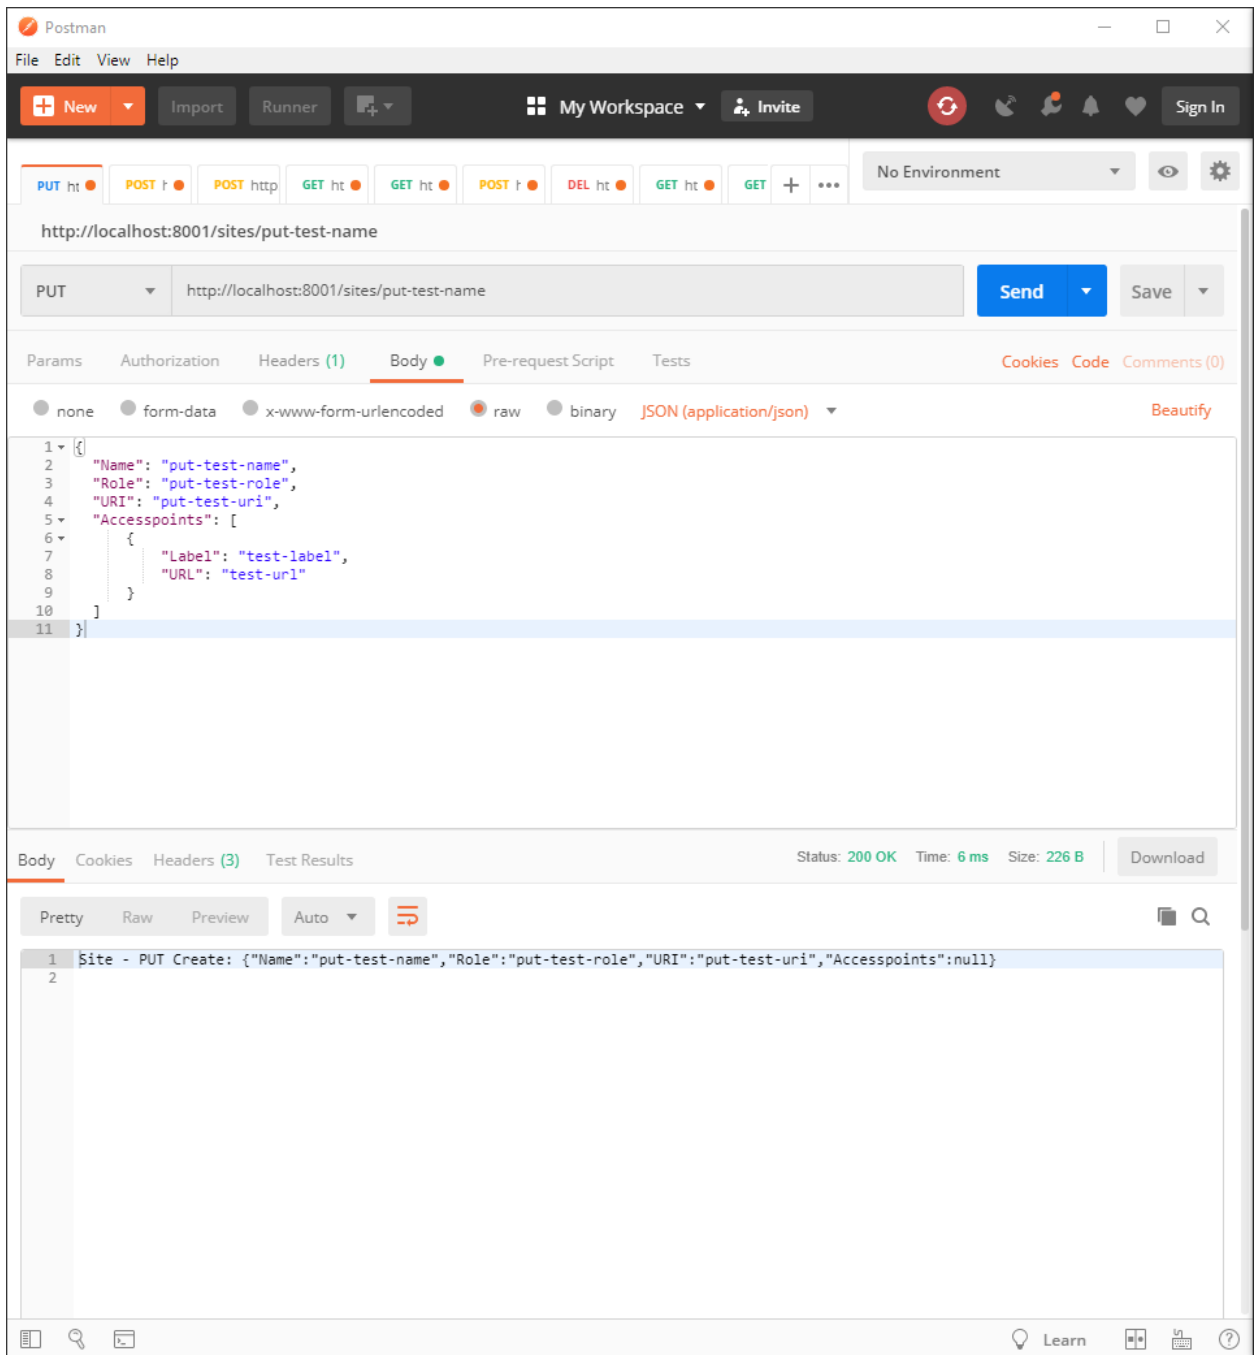 Postman
File Edit View Help
New Import Runner My Workspace Invite Sign In
PUT ht POST h POST http GET ht GET ht POST h DEL ht GET ht GET No Environment
http://localhost:8001/sites/put-test-name
PUT http://localhost:8001/sites/put-test-name Send Save
Params Authorization Headers (1) Body Pre-request Script Tests Cookies Code Comments (0)
none form-data x-www-form-urlencoded raw binary JSON (application/json) Beautify
1 {
2 "Name": "put-test-name",
3 "Role": "put-test-role",
4 "URI": "put-test-uri",
5 "Accesspoints": [
6 {
7 "Label": "test-label",
8 "URL": "test-url"
9 }
10 ]
11 }
Body Cookies Headers (3) Test Results Status: 200 OK Time: 6 ms Size: 226 B Download
Pretty Raw Preview Auto
1 Site - PUT Create: {"Name":"put-test-name","Role":"put-test-role","URI":"put-test-uri","Accesspoints":null}
2
Learn